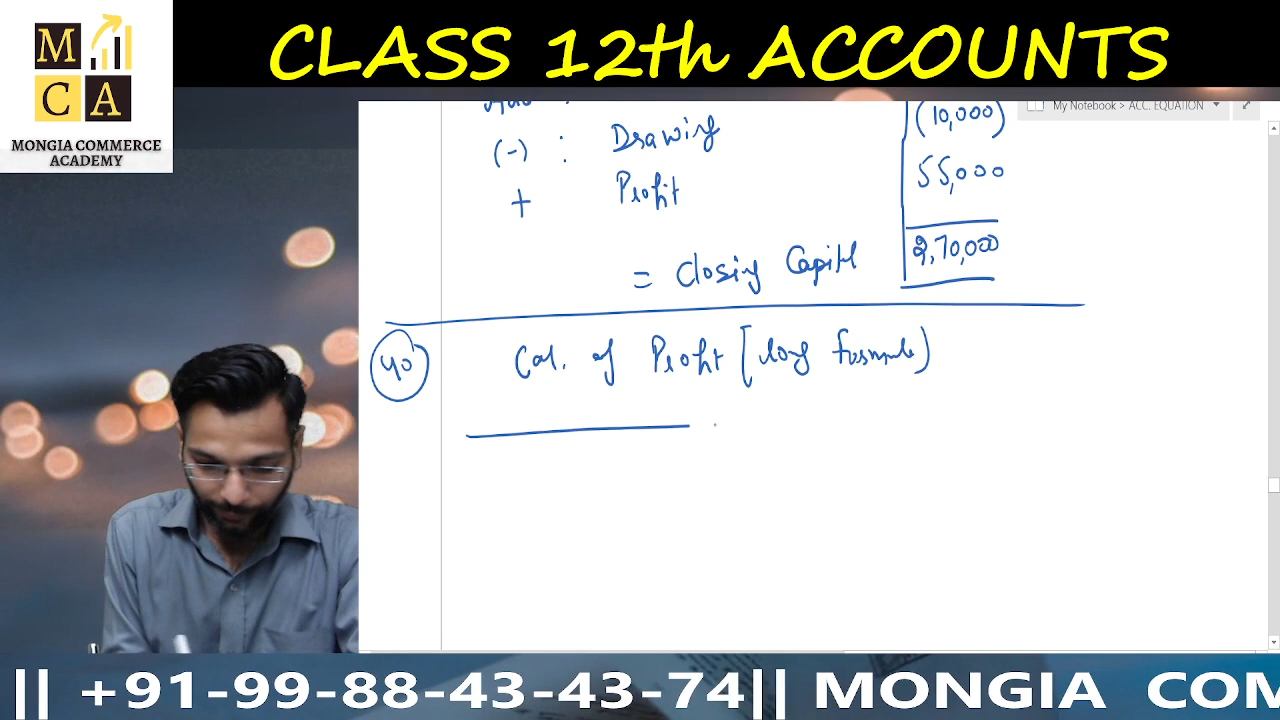 CLASS 12th ACCOUNTS
M
C A
MONGIA COMMERCE
ACADEMY
My Notebook > ACC. EQUATION
(10,000)
(-) : Drawing
55,000
+ Profit
2,70,000
= Closing Capital
40 Cal. of Profit [long formula)
|| +91-99-88-43-43-74|| MONGIA COM